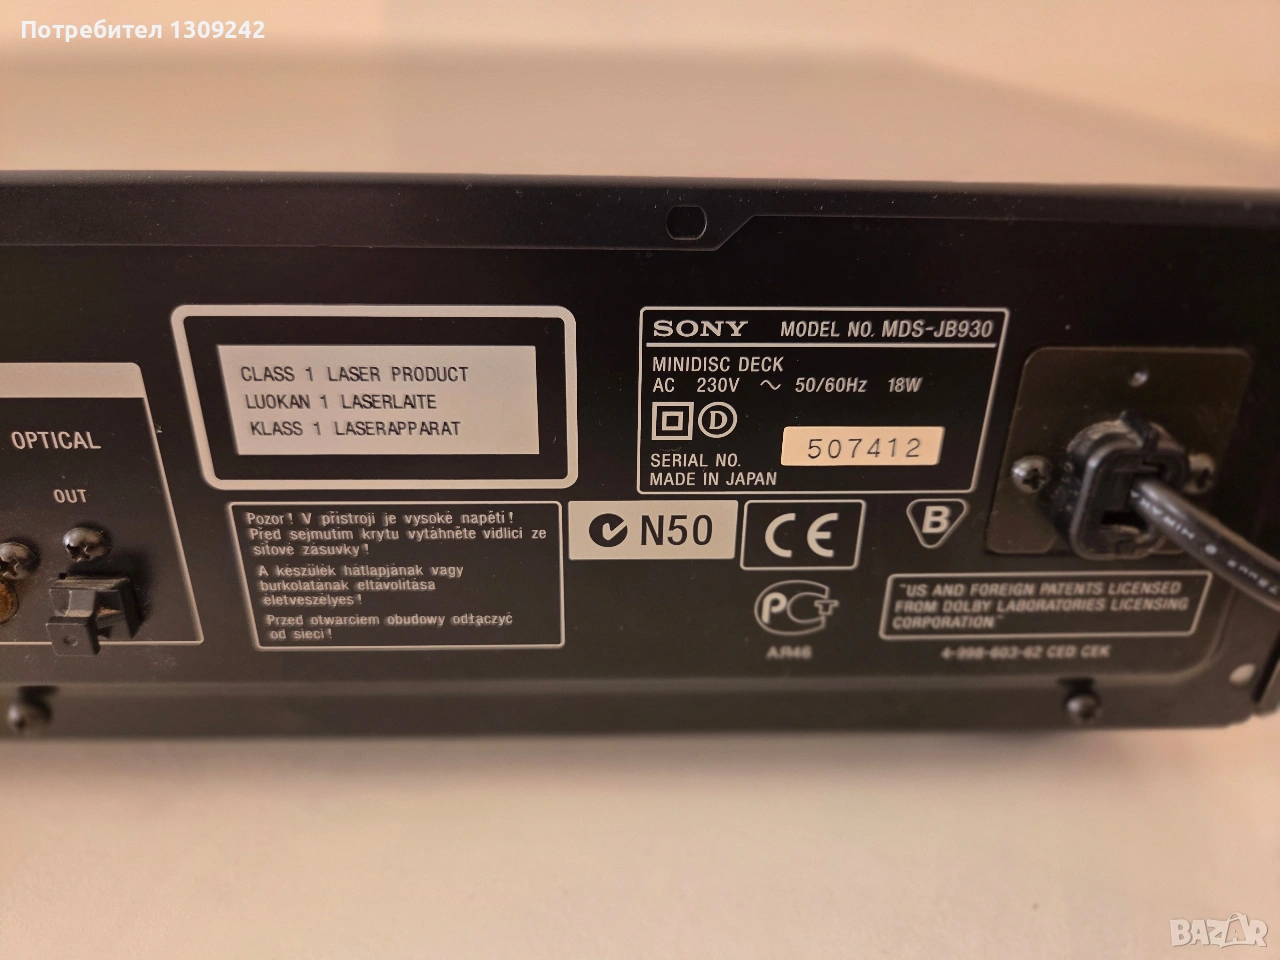 Потребител 1309242
SONY MODEL NO. MDS-JB930
MINIDISC DECK
AC 230V ~ 50/60Hz 18W
D
507412
SERIAL NO.
MADE IN JAPAN
CLASS 1 LASER PRODUCT
LUOKAN 1 LASERLAITE
KLASS 1 LASERAPPARAT
OPTICAL
OUT
Pozor! V přístroji je vysoké napětí!
Před sejmutím krytu vytáhněte vidlici ze
síťové zásuvky!
A készülék hátlapjának vagy
burkolatának eltávolítása
életveszélyes!
Przed otwarciem obudowy odłączyć
od sieci!
N50
CE
B
PCT
"US AND FOREIGN PATENTS LICENSED
FROM DOLBY LABORATORIES LICENSING
CORPORATION"
4-998-603-62 CED CEK
BAZAR